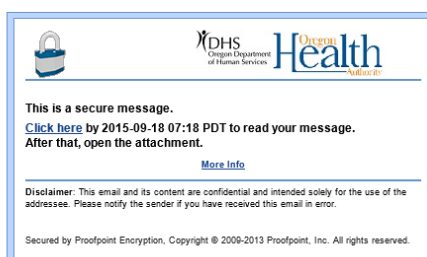 DHS
Oregon Department
of Human Services
Oregon
Health
Authority
This is a secure message.
Click here by 2015-09-18 07:18 PDT to read your message.
After that, open the attachment.
More Info
Disclaimer: This email and its content are confidential and intended solely for the use of the
addressee. Please notify the sender if you have received this email in error.
Secured by Proofpoint Encryption, Copyright © 2009-2013 Proofpoint, Inc. All rights reserved.